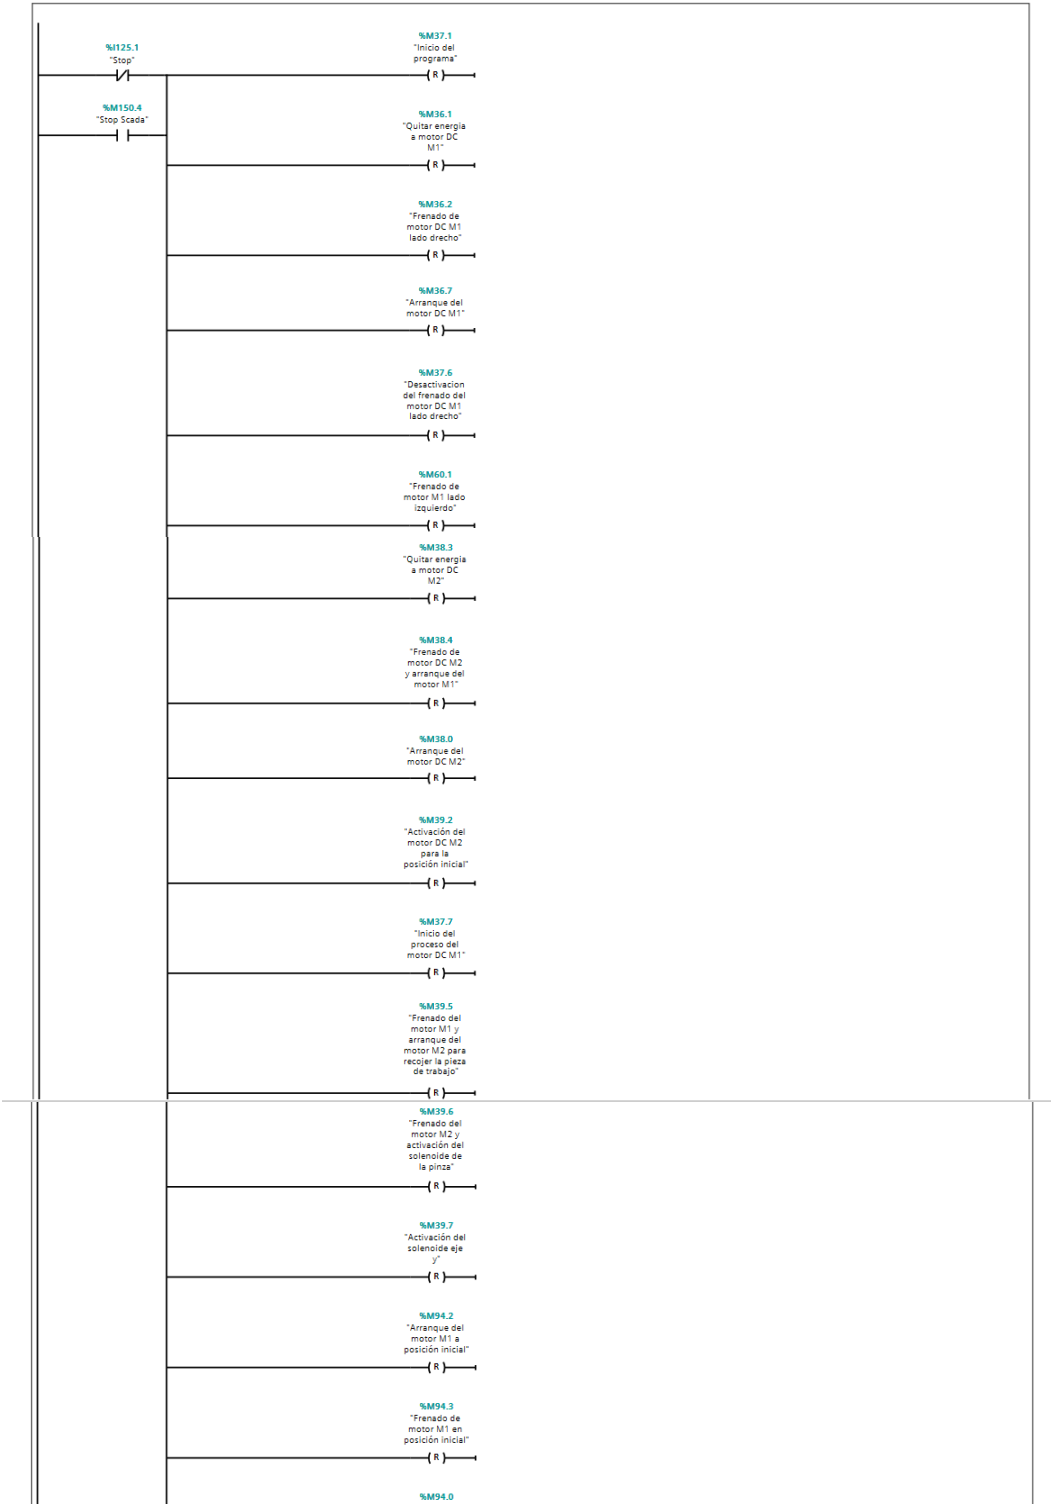 %I125.1
"Stop"
%M37.1
"Inicio del
programa"
( R )
%M150.4
"Stop Scada"
%M36.1
"Quitar energia
a motor DC
M1"
( R )
%M36.2
"Frenado de
motor DC M1
lado drecho"
( R )
%M36.7
"Arranque del
motor DC M1"
( R )
%M37.6
"Desactivacion
del frenado del
motor DC M1
lado drecho"
( R )
%M60.1
"Frenado de
motor M1 lado
izquierdo"
( R )
%M38.3
"Quitar energia
a motor DC
M2"
( R )
%M38.4
"Frenado de
motor DC M2
y arranque del
motor M1"
( R )
%M38.0
"Arranque del
motor DC M2"
( R )
%M39.2
"Activación del
motor DC M2
para la
posición inicial"
( R )
%M37.7
"Inicio del
proceso del
motor DC M1"
( R )
%M39.5
"Frenado del
motor M1 y
arranque del
motor M2 para
recojer la pieza
de trabajo"
( R )
%M39.6
"Frenado del
motor M2 y
activación del
solenoide de
la pinza"
( R )
%M39.7
"Activación del
solenoide eje
y"
( R )
%M94.2
"Arranque del
motor M1 a
posición inicial"
( R )
%M94.3
"Frenado de
motor M1 en
posición inicial"
( R )
%M94.0